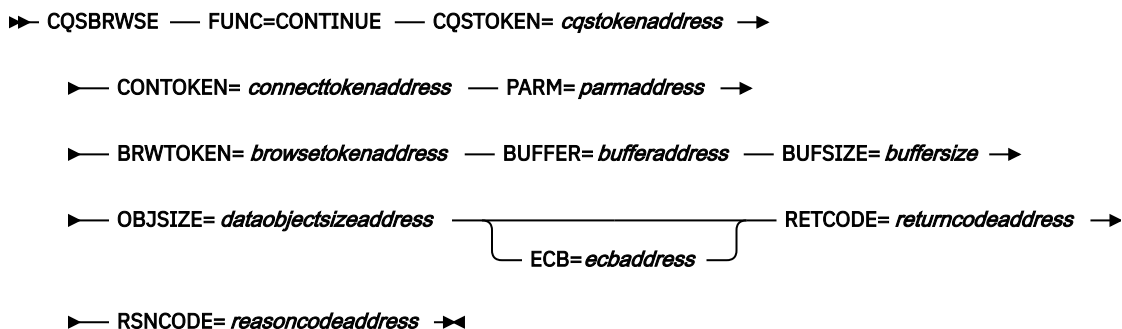 CQSBRWSE FUNC=CONTINUE CQSTOKEN= cqstokenaddress
CONTOKEN= connecttokenaddress PARM= parmaddress
BRWTOKEN= browsetokenaddress BUFFER= bufferaddress BUFSIZE= buffersize
OBJSIZE= dataobjectsizeaddress RETCODE= returncodeaddress
ECB= ecbaddress
RSNCODE= reasoncodeaddress